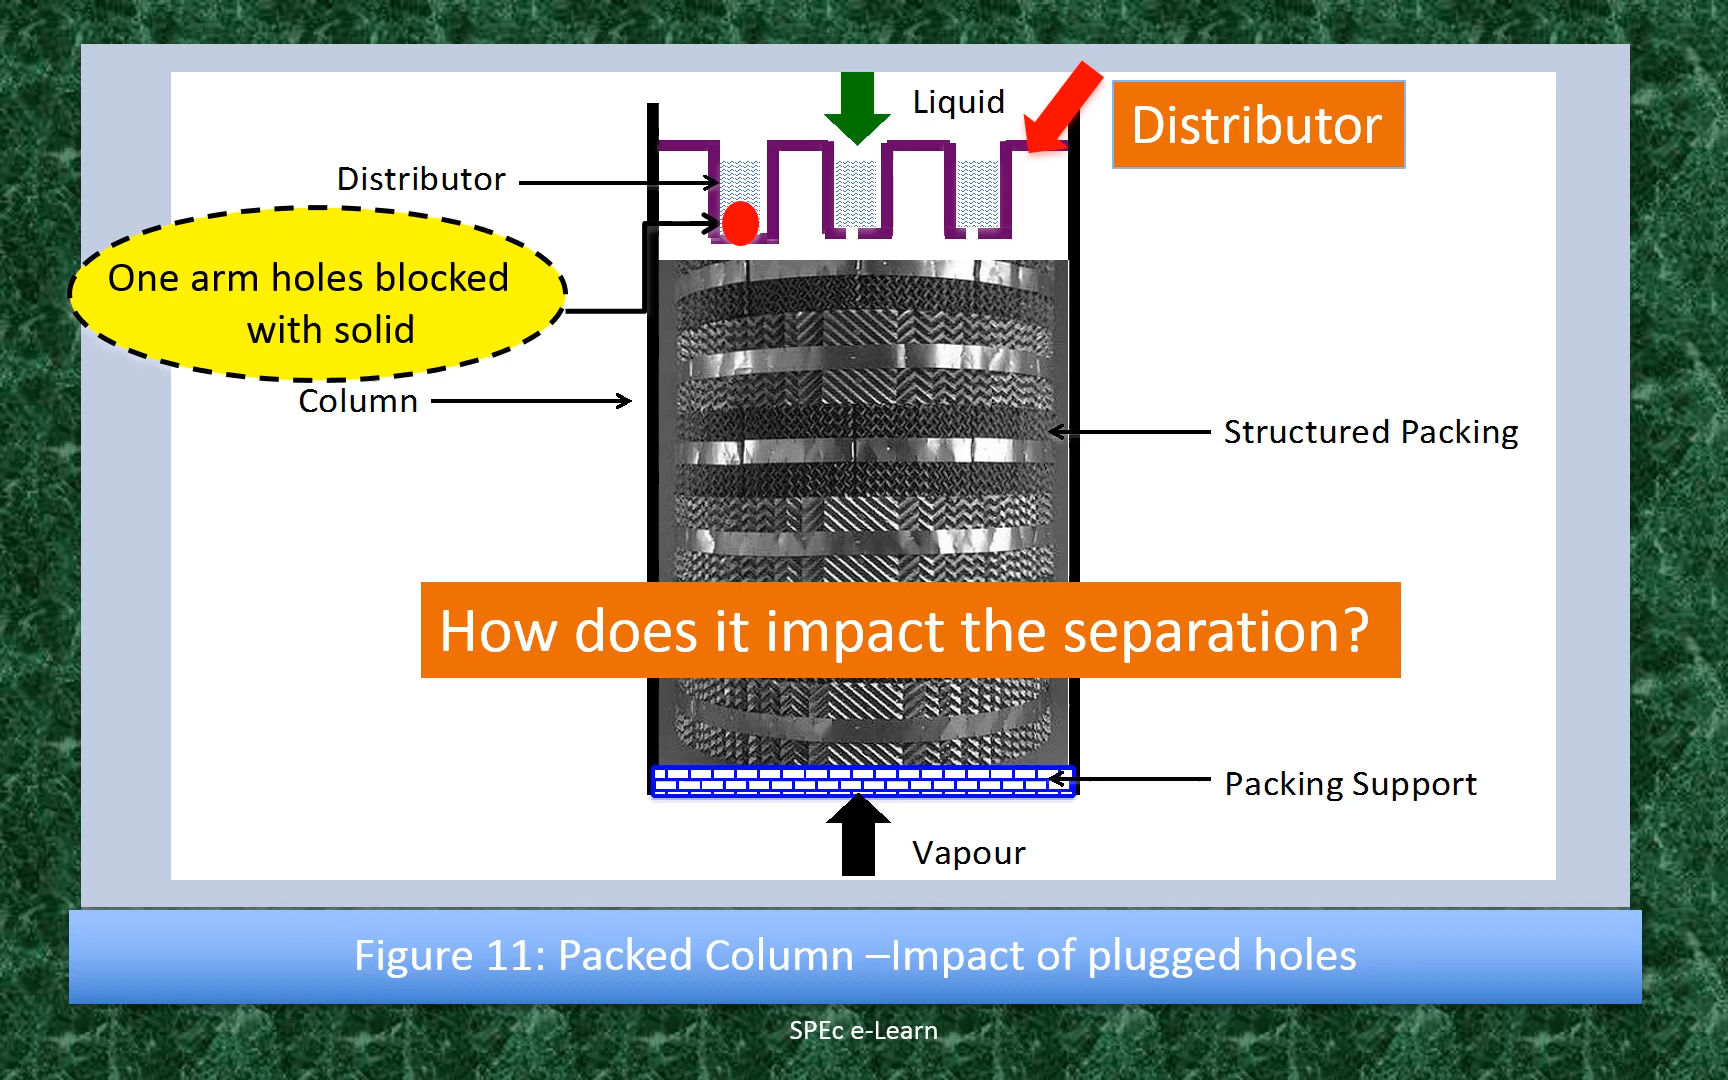 Liquid
Distributor
Distributor
One arm holes blocked
with solid
Column
Structured Packing
How does it impact the separation?
Packing Support
Vapour
Figure 11: Packed Column –Impact of plugged holes
SPEc e-Learn